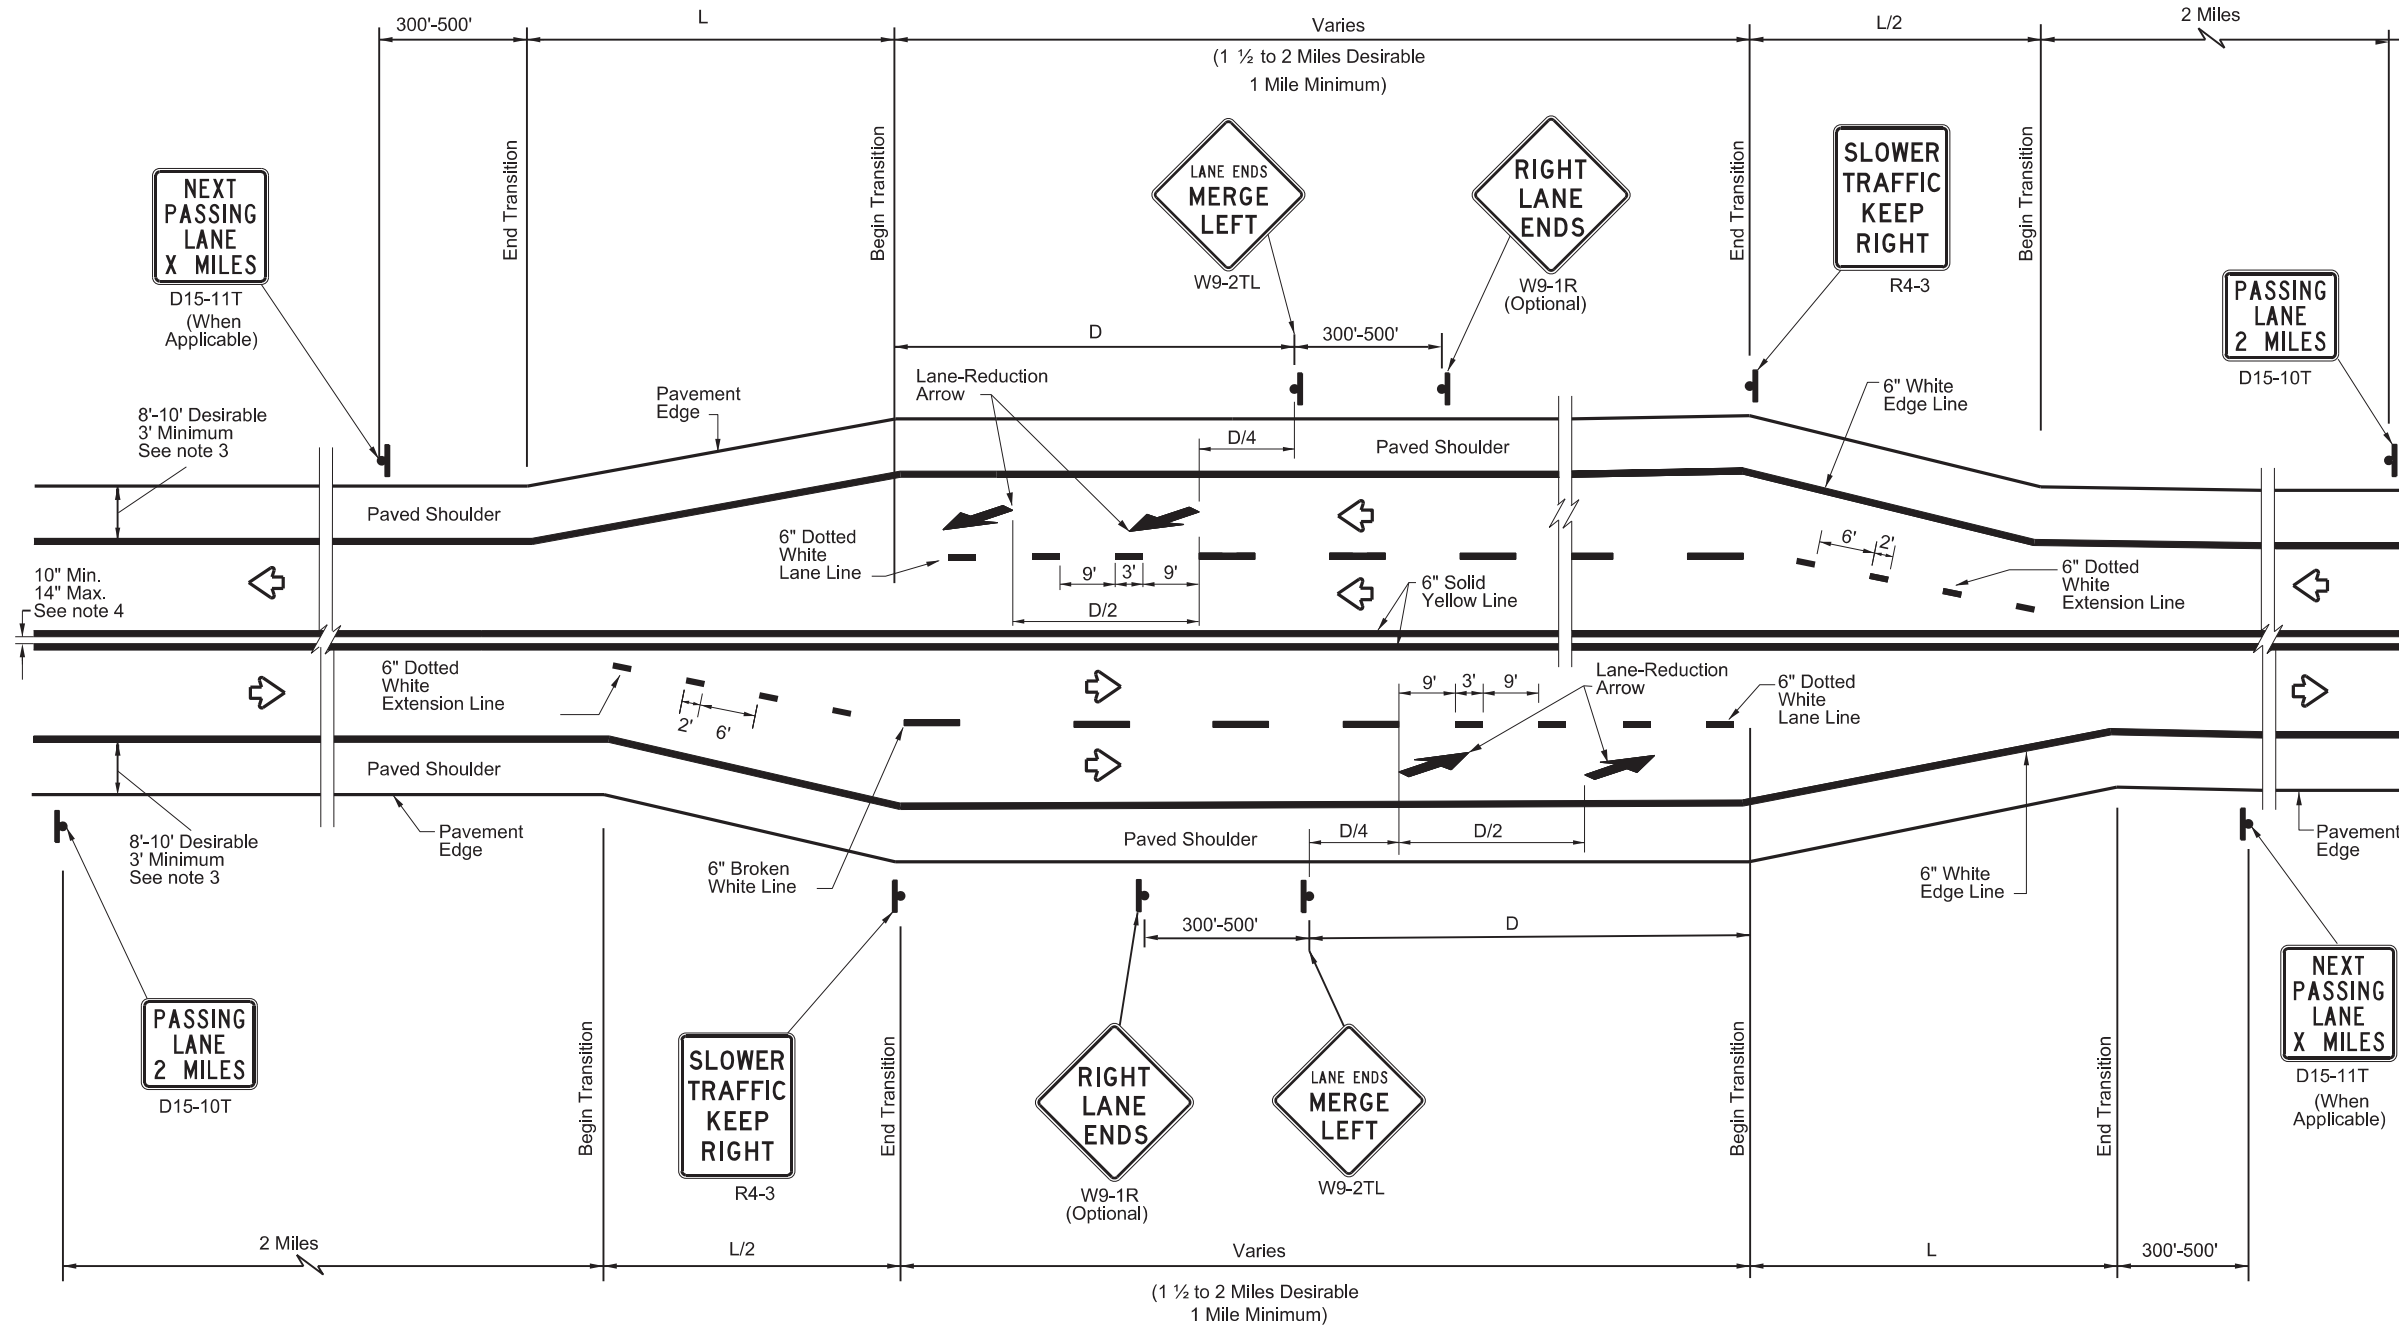 300'-500'
L
Varies
(1 ½ to 2 Miles Desirable
1 Mile Minimum)
L/2
2 Miles
End Transition
Begin Transition
End Transition
Begin Transition
NEXT
PASSING
LANE
X MILES
D15-11T
(When
Applicable)
LANE ENDS
MERGE
LEFT
W9-2TL
RIGHT
LANE
ENDS
W9-1R
(Optional)
SLOWER
TRAFFIC
KEEP
RIGHT
R4-3
PASSING
LANE
2 MILES
D15-10T
D
300'-500'
8'-10' Desirable
3' Minimum
See note 3
Pavement
Edge
Lane-Reduction
Arrow
D/4
Paved Shoulder
6" White
Edge Line
Paved Shoulder
6" Dotted
White
Lane Line
9'
3'
9'
D/2
6" Solid
Yellow Line
6'
2'
6" Dotted
White
Extension Line
10" Min.
14" Max.
See note 4
6" Dotted
White
Extension Line
2'
6'
9'
3'
9'
Lane-Reduction
Arrow
6" Dotted
White
Lane Line
Paved Shoulder
8'-10' Desirable
3' Minimum
See note 3
Pavement
Edge
6" Broken
White Line
Paved Shoulder
D/4
D/2
6" White
Edge Line
Pavement
Edge
300'-500'
D
PASSING
LANE
2 MILES
D15-10T
Begin Transition
SLOWER
TRAFFIC
KEEP
RIGHT
R4-3
End Transition
RIGHT
LANE
ENDS
W9-1R
(Optional)
LANE ENDS
MERGE
LEFT
W9-2TL
Begin Transition
End Transition
NEXT
PASSING
LANE
X MILES
D15-11T
(When
Applicable)
2 Miles
L/2
Varies
(1 ½ to 2 Miles Desirable
1 Mile Minimum)
L
300'-500'